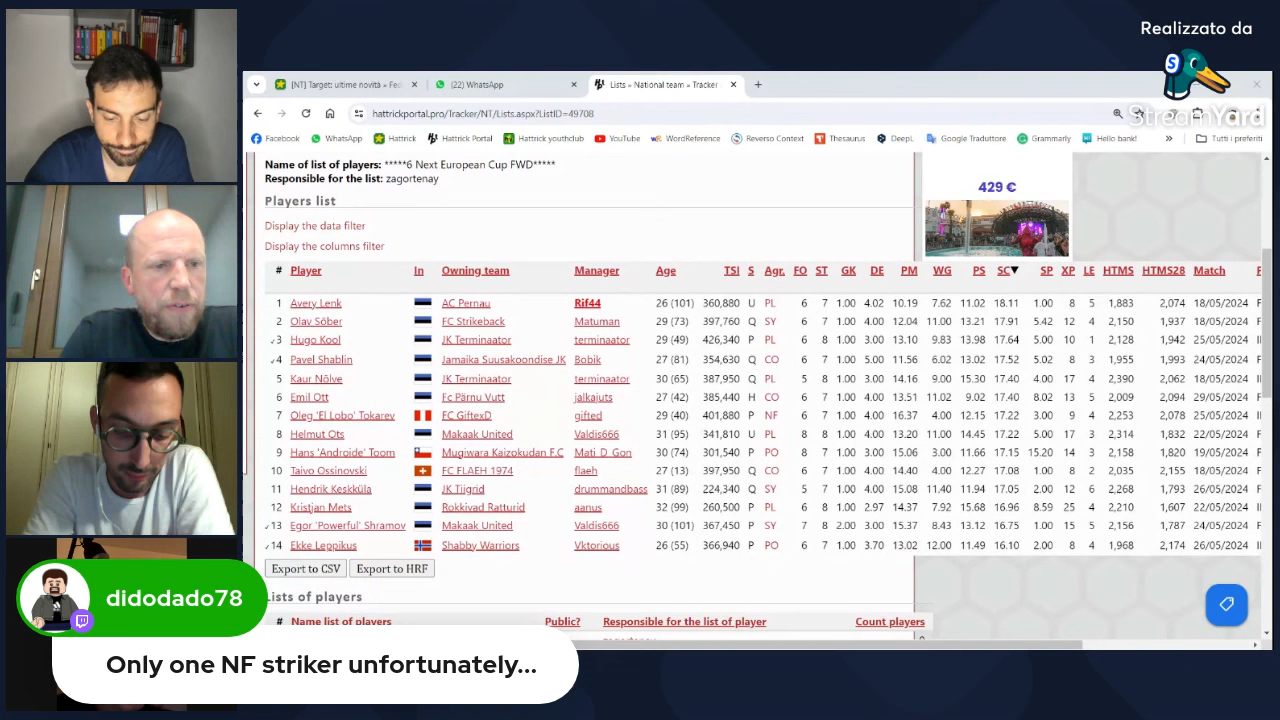 Realizzato da
StreamYard
[NT] Target: ultime novità » Fed
(22) WhatsApp
Lists » National team » Tracker
hattrickportal.pro/Tracker/NT/Lists.aspx?ListID=49708
Facebook WhatsApp Hattrick Hattrick Portal Hattrick youthclub YouTube WordReference Reverso Context Thesaurus DeepL Google Traduttore Grammarly Hello bank! » Tutti i preferiti
Name of list of players: *****6 Next European Cup FWD*****
Responsible for the list: zagortenay
Players list
Display the data filter
Display the columns filter
429 €
# Player In Owning team Manager Age TSI S Agr. FO ST GK DE PM WG PS SC▼ SP XP LE HTMS HTMS28 Match
1 Avery Lenk AC Pernau Rif44 26 (101) 360,880 U PL 6 7 1.00 4.02 10.19 7.62 11.02 18.11 1.00 8 5 1,883 2,074 18/05/2024
2 Olav Sõber FC Strikeback Matuman 29 (73) 397,760 Q SY 6 7 1.00 4.00 12.04 11.00 13.21 17.91 5.42 12 4 2,150 1,937 18/05/2024
✓3 Hugo Kool JK Terminaator terminaator 29 (49) 426,340 P PL 6 8 1.00 3.00 13.10 9.83 13.98 17.64 5.00 10 1 2,128 1,942 18/05/2024
✓4 Pavel Shablin Jamajka Suusakoondise JK Bobik 27 (81) 354,630 Q CO 6 7 1.00 5.00 11.56 6.02 13.02 17.52 5.02 8 3 1,955 24/05/2024
5 Kaur Nõlve JK Terminaator terminaator 30 (65) 387,950 Q PL 5 8 1.00 3.00 14.16 9.00 15.30 17.40 4.00 17 4 2,390 2,062 18/05/2024
6 Emil Ott Fc Pärnu Vutt jalkajuts 27 (42) 385,440 H CO 6 7 1.00 4.00 13.51 11.02 9.02 17.40 8.02 13 5 2,009 2,094 25/05/2024
7 Oleg 'El Lobo' Tokarev FC GiftexD gifted 29 (40) 401,880 P NF 6 7 1.00 4.00 16.37 4.00 12.15 17.22 3.00 9 4 2,253 2,078 25/05/2024
8 Helmut Ots Makaak United Valdis666 31 (95) 341,810 U PL 8 8 1.00 4.00 13.20 11.00 14.45 17.22 5.00 17 3 2,314 1,832 22/05/2024
9 Hans 'Androide' Toom Mugiwara Kaizokudan F.C Mati_D_Gon 30 (74) 301,540 P PO 8 7 1.00 3.00 15.06 3.00 11.66 17.15 15.20 14 3 2,158 1,820 19/05/2024
10 Taivo Ossinovski FC FLAEH 1974 flaeh 27 (13) 397,950 Q CO 6 7 1.00 4.00 14.40 4.00 12.27 17.08 1.00 8 2 2,035 2,155 18/05/2024
11 Hendrik Keskküla JK Tiigrid drummandbass 31 (89) 224,340 Q SY 5 7 1.00 4.00 15.08 11.40 11.94 17.05 2.00 12 6 2,266 1,793 26/05/2024
12 Kristjan Mets Rokkivad Ratturid aanus 32 (99) 260,500 P PL 6 8 1.00 2.97 14.37 7.92 15.68 16.96 8.59 25 4 2,210 1,607 22/05/2024
✓13 Egor 'Powerful' Shramov Makaak United Valdis666 30 (101) 367,450 P SY 7 8 2.00 3.00 15.37 8.43 13.12 16.75 1.00 15 5 2,156 1,787 24/05/2024
✓14 Ekke Leppikus Shabby Warriors Vktorious 26 (55) 366,940 P PO 6 7 1.00 3.70 13.02 12.00 11.49 16.10 2.00 8 4 1,968 2,174 26/05/2024
Export to CSV Export to HRF
Lists of players
# Name list of players Public? Responsible for the list of player Count players
didodado78
Only one NF striker unfortunately...